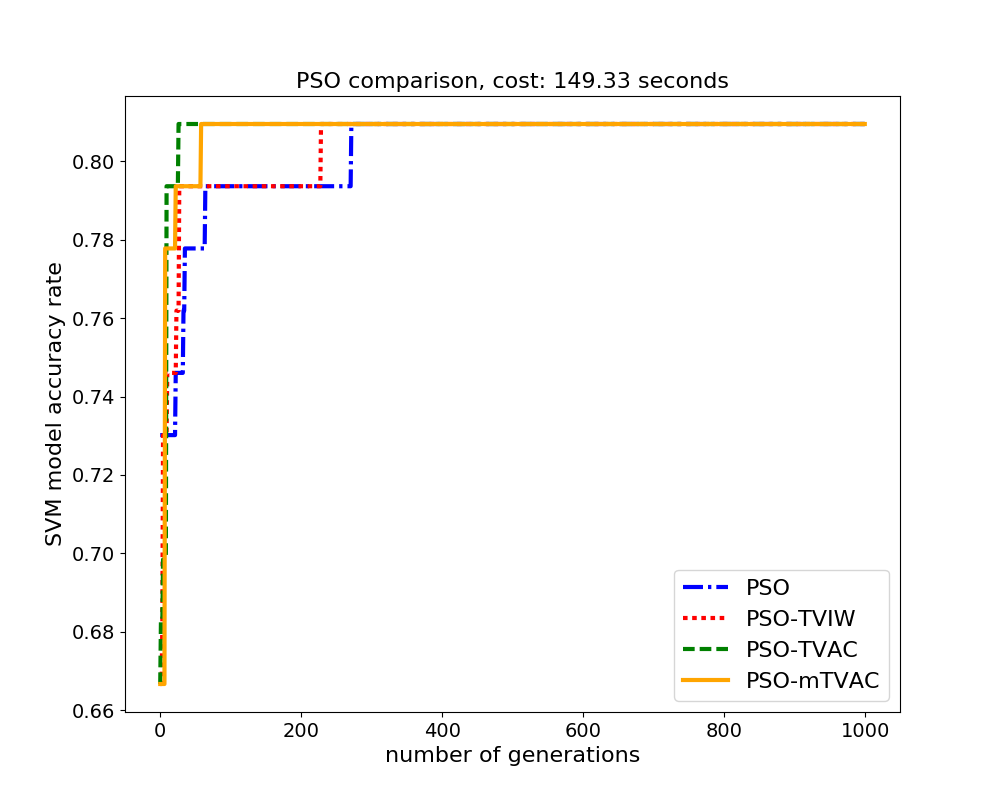 PSO comparison, cost: 149.33 seconds
SVM model accuracy rate
0.80
0.78
0.76
0.74
0.72
0.70
0.68
0.66
0
200
400
600
800
1000
number of generations
PSO
PSO-TVIW
PSO-TVAC
PSO-mTVAC